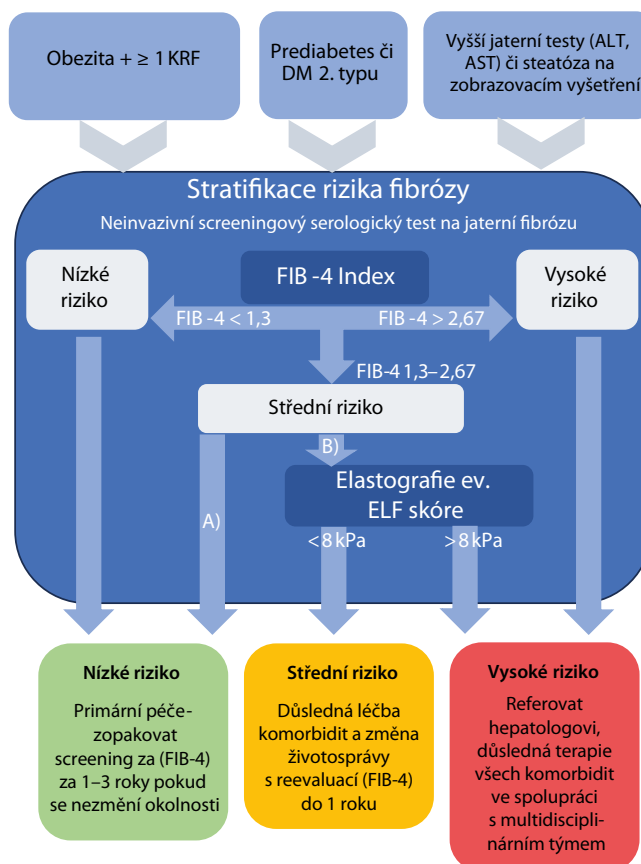 Obezita + ≥ 1 KRF
Prediabetes či
DM 2. typu
Vyšší jaterní testy (ALT,
AST) či steatóza na
zobrazovacím vyšetření
Stratifikace rizika fibrózy
Neinvazivní screeningový serologický test na jaterní fibrózu
Nízké
riziko
FIB -4 Index
Vysoké
riziko
FIB -4 < 1,3
FIB -4 > 2,67
FIB-4 1,3–2,67
Střední riziko
B)
A)
Elastografie ev.
ELF skóre
< 8 kPa
> 8 kPa
Nízké riziko
Primární péče-
zopakovat
screening za (FIB-4)
za 1–3 roky pokud
se nezmění okolnosti
Střední riziko
Důsledná léčba
komorbidit a změna
životosprávy
s reevaluací (FIB-4)
do 1 roku
Vysoké riziko
Referovat
hepatologovi,
důsledná terapie
všech komorbidit
ve spolupráci
s multidiscipli-
nárním týmem